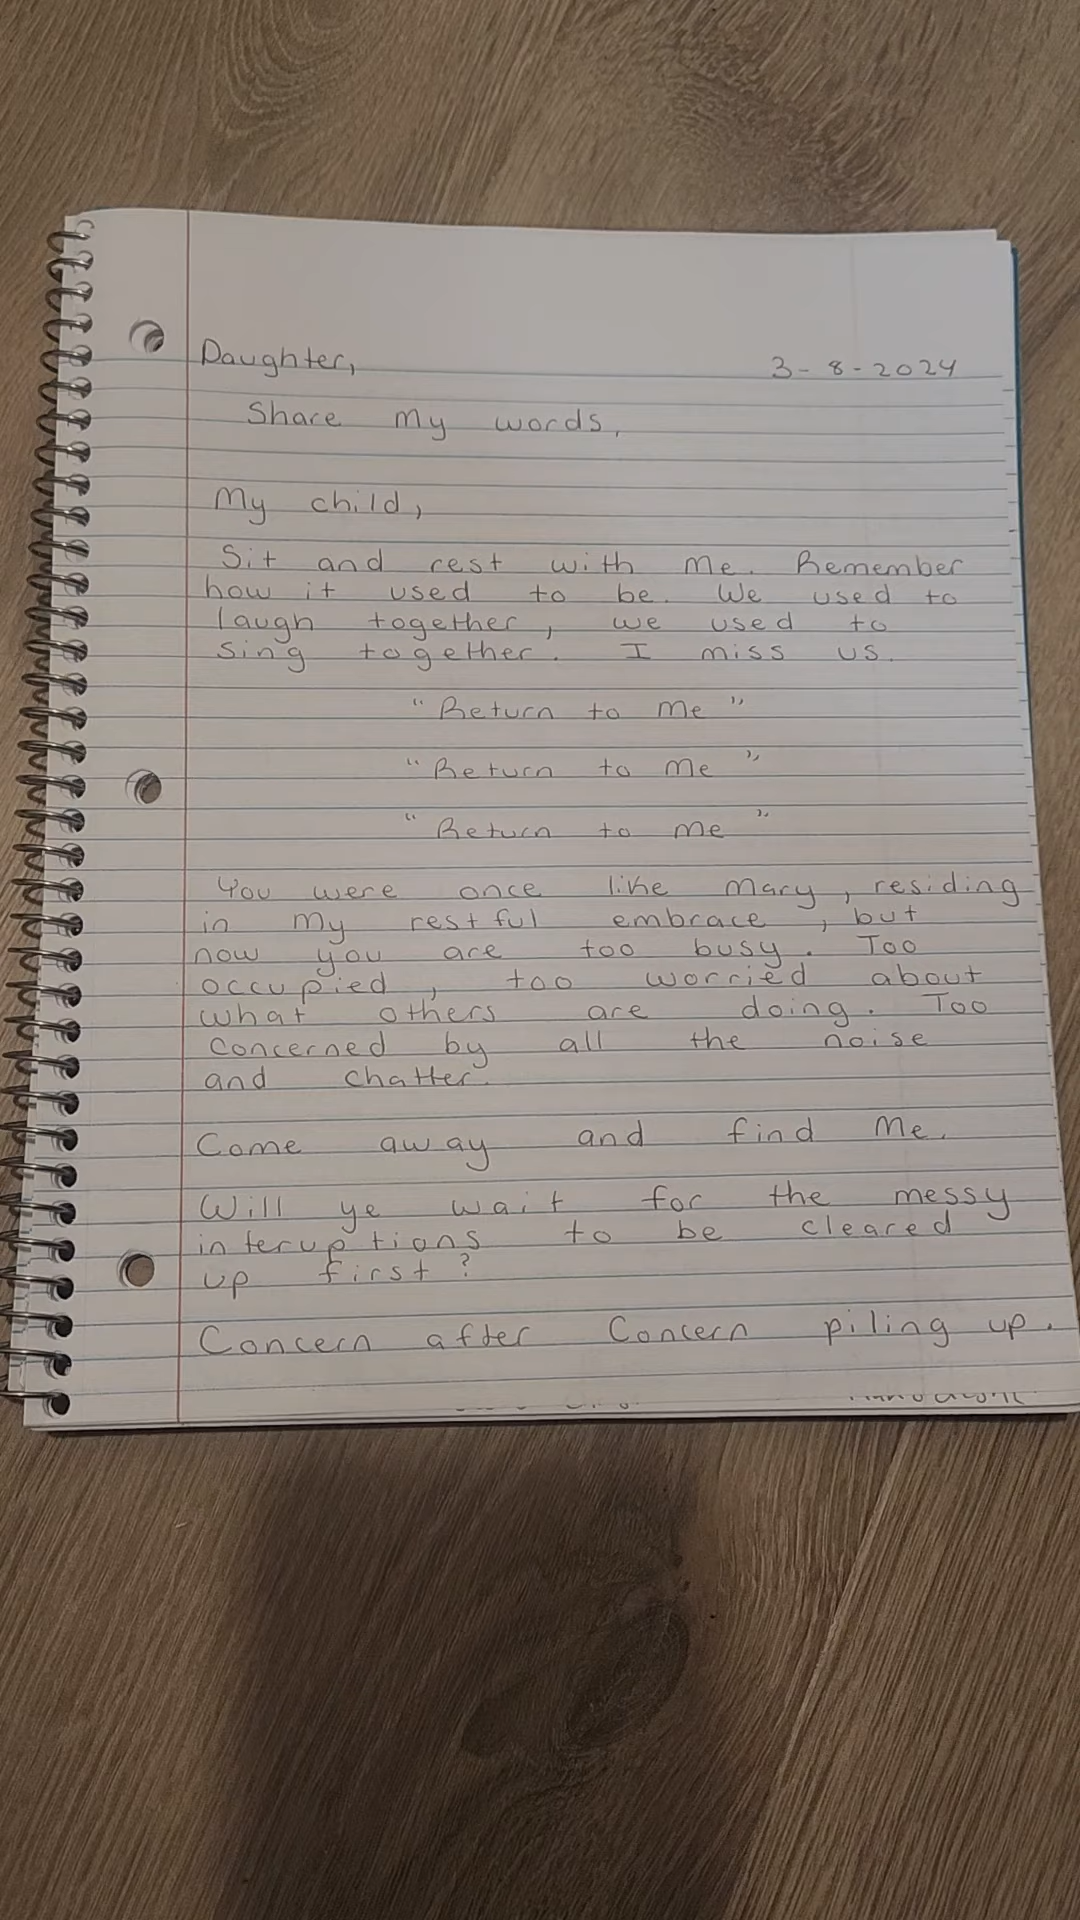 Daughter, 3-8-2024
Share My words,
My child,
Sit and rest with Me. Remember
how it used to be. We used to
laugh together, we used to
sing together. I miss us.
"Return to Me"
"Return to Me"
"Return to Me"
You were once like Mary, residing
in My restful embrace, but
now you are too busy. Too
occupied, too worried about
what others are doing. Too
concerned by all the noise
and chatter.
Come away and find Me.
Will ye wait for the messy
interuptions to be cleared
up first?
Concern after concern piling up.